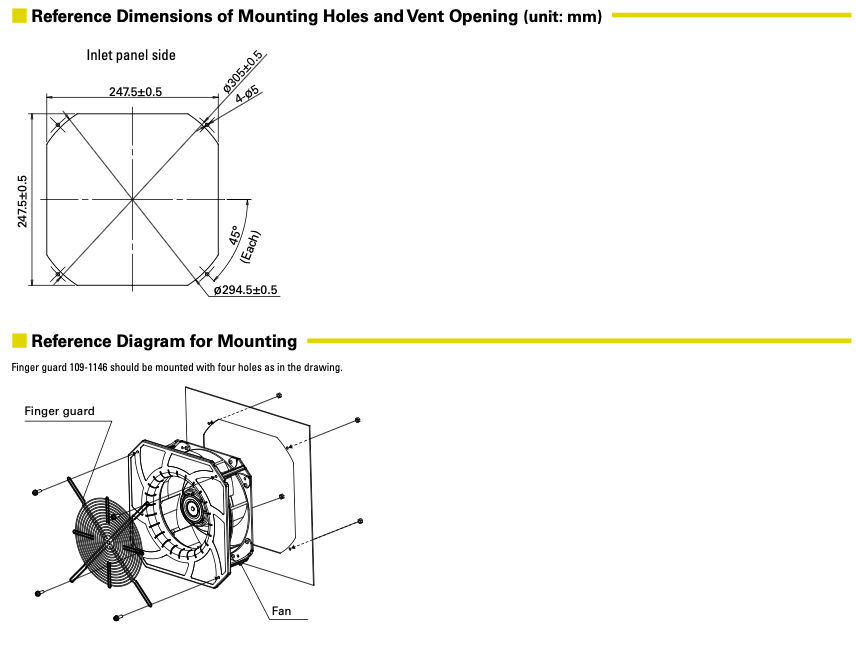 Reference Dimensions of Mounting Holes and Vent Opening (unit: mm)
Inlet panel side
ø305±0.5
4-ø5
247.5±0.5
247.5±0.5
45°
(Each)
ø294.5±0.5
Reference Diagram for Mounting
Finger guard 109-1146 should be mounted with four holes as in the drawing.
Finger guard
Fan